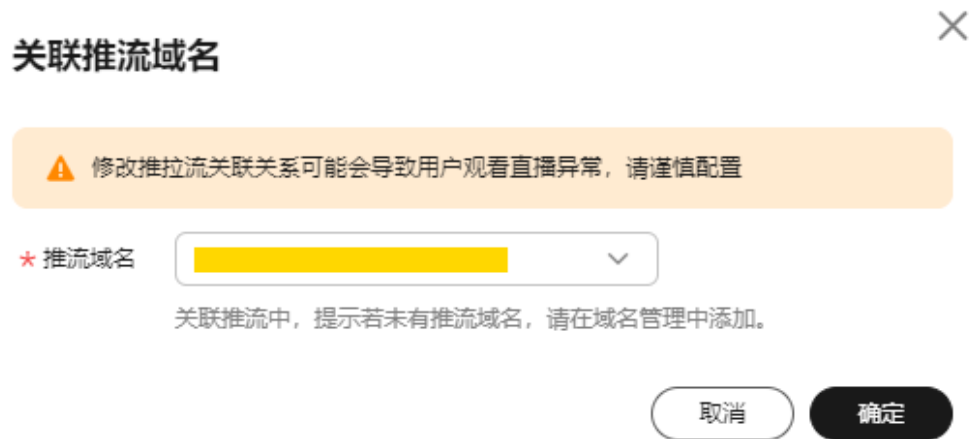 关联推流域名
修改推拉流关联关系可能会导致用户观看直播异常，请谨慎配置
* 推流域名
关联推流中，提示若未有推流域名，请在域名管理中添加。
取消 确定